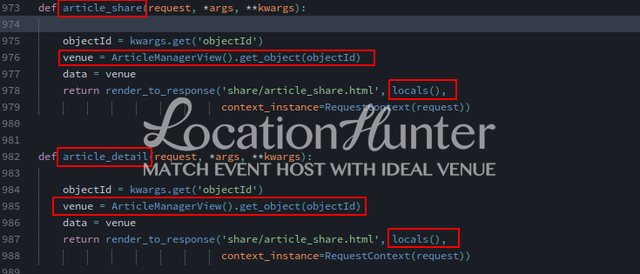 973 def article_share(request, *args, **kwargs):
974
975 objectId = kwargs.get('objectId')
976 venue = ArticleManagerView().get_object(objectId)
977 data = venue
978 return render_to_response('share/article_share.html', locals(),
979 context_instance=RequestContext(request))
980
981
LocationHunter
982 def article_detail(request, *args, **kwargs):
MATCH EVENT HOST WITH IDEAL VENUE
983
984 objectId = kwargs.get('objectId')
985 venue = ArticleManagerView().get_object(objectId)
986 data = venue
987 return render_to_response('share/article_share.html', locals(),
988 context_instance=RequestContext(request))